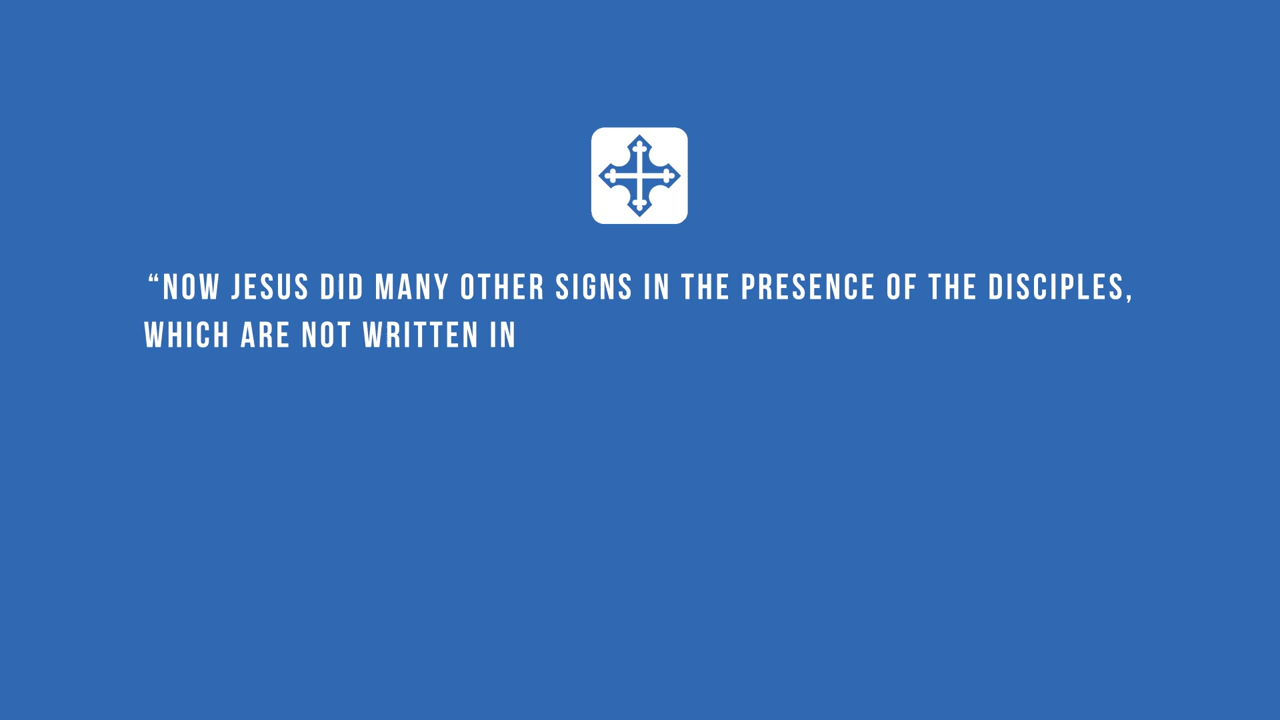 “NOW JESUS DID MANY OTHER SIGNS IN THE PRESENCE OF THE DISCIPLES,
WHICH ARE NOT WRITTEN IN